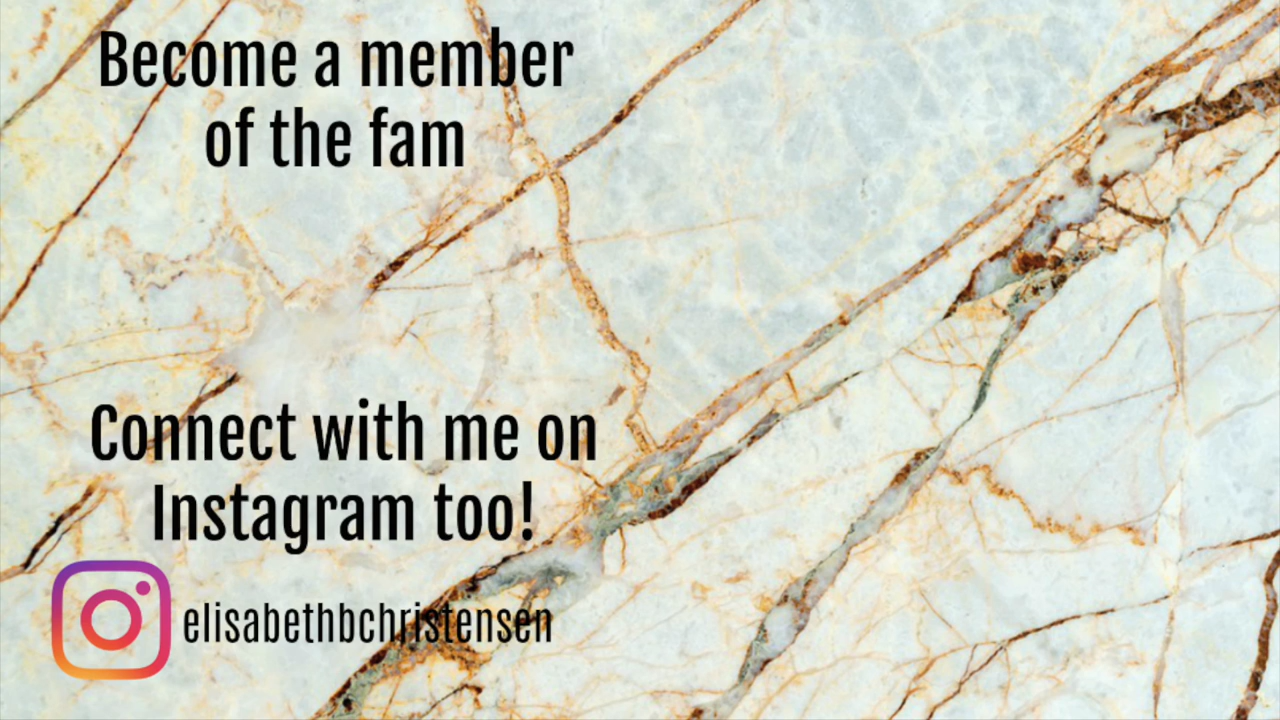 Become a member
of the fam
Connect with me on
Instagram too!
elisabethbchristensen